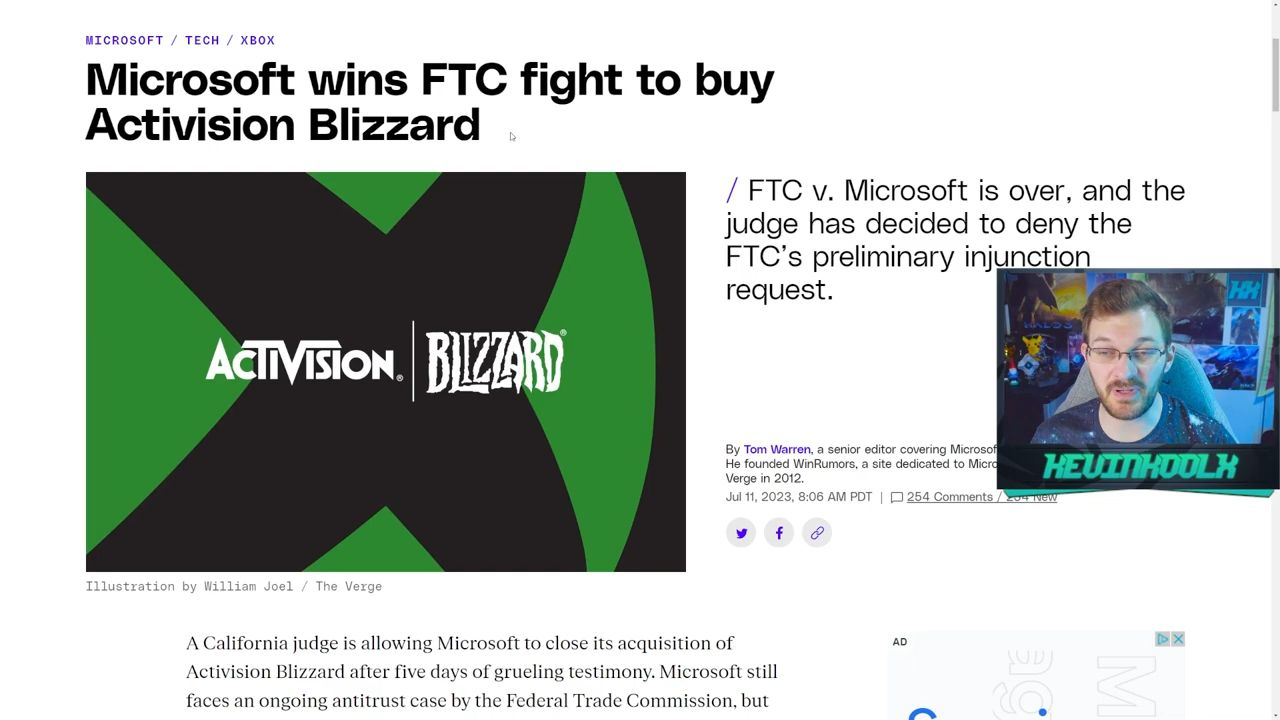 MICROSOFT / TECH / XBOX
Microsoft wins FTC fight to buy
Activision Blizzard
/ FTC v. Microsoft is over, and the
judge has decided to deny the
FTC’s preliminary injunction
request.
ACTIVISION® | BLIZZARD®
By Tom Warren, a senior editor covering Microsof
He founded WinRumors, a site dedicated to Micro
Verge in 2012.
Jul 11, 2023, 8:06 AM PDT | 254 Comments / 254 New
KEVINKOOLX
Illustration by William Joel / The Verge
A California judge is allowing Microsoft to close its acquisition of
Activision Blizzard after five days of grueling testimony. Microsoft still
faces an ongoing antitrust case by the Federal Trade Commission, but
AD